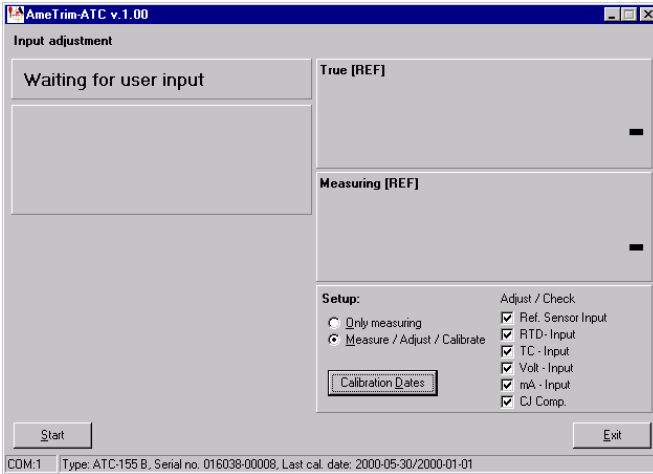 AmeTrim-ATC v.1.00
Input adjustment
Waiting for user input
True [REF]
-
Measuring [REF]
-
Setup:
Only measuring
Measure / Adjust / Calibrate
Calibration Dates
Adjust / Check
Ref. Sensor Input
RTD- Input
TC - Input
Volt - Input
mA - Input
CJ Comp.
Start
Exit
COM:1 Type: ATC-155 B, Serial no. 016038-00008, Last cal. date: 2000-05-30/2000-01-01